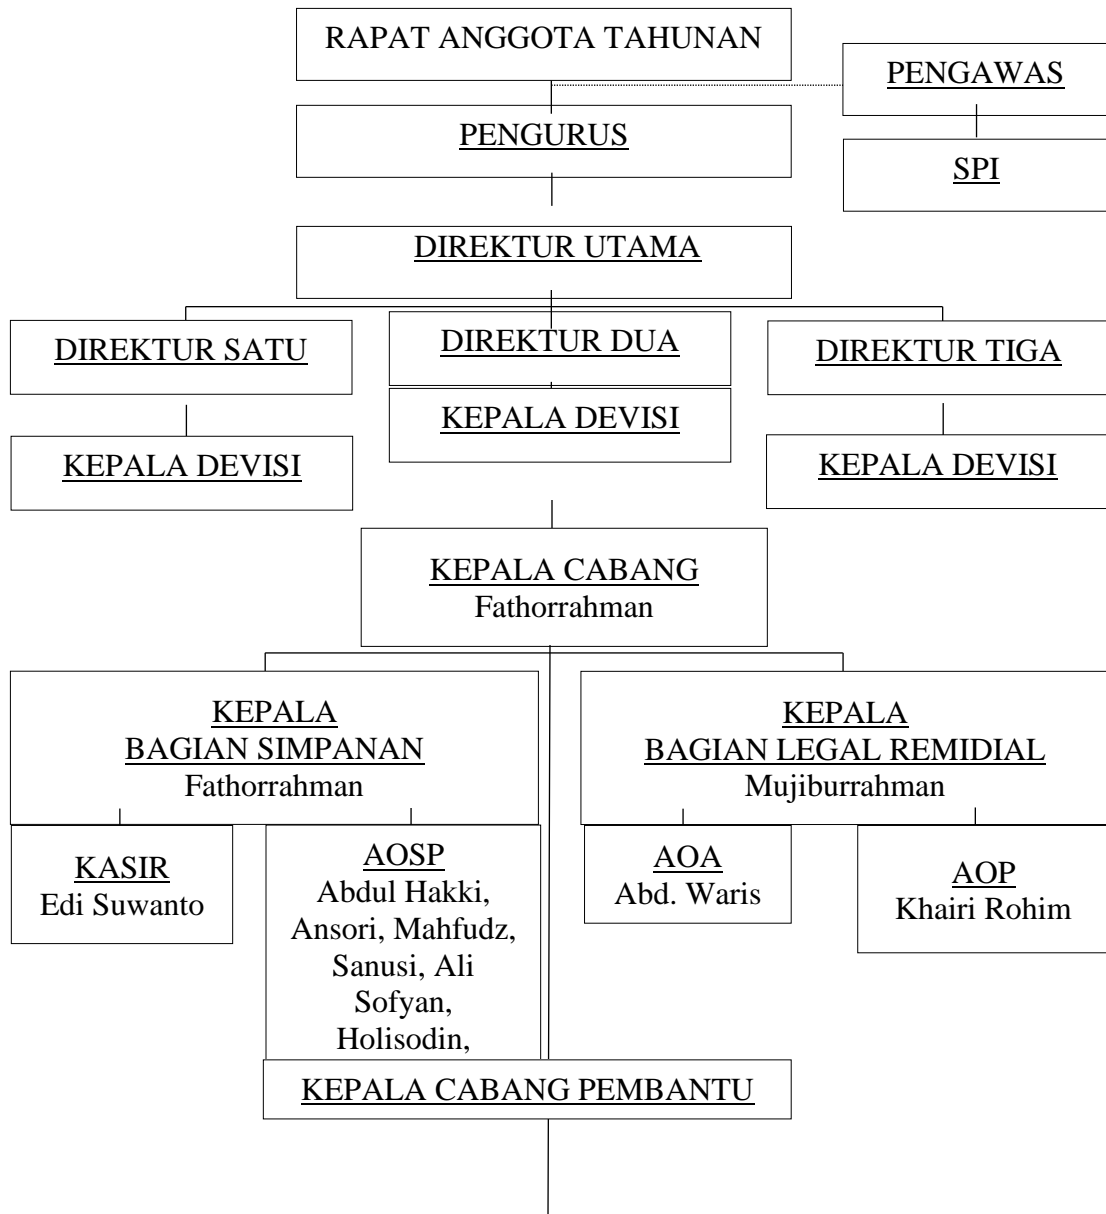 RAPAT ANGGOTA TAHUNAN
PENGAWAS
PENGURUS
SPI
DIREKTUR UTAMA
DIREKTUR SATU
DIREKTUR DUA
DIREKTUR TIGA
KEPALA DEVISI
KEPALA DEVISI
KEPALA DEVISI
KEPALA CABANG
Fathorrahman
KEPALA
BAGIAN SIMPANAN
Fathorrahman
KEPALA
BAGIAN LEGAL REMIDIAL
Mujiburrahman
KASIR
Edi Suwanto
AOSP
Abdul Hakki,
Ansori, Mahfudz,
Sanusi, Ali
Sofyan,
Holisodin,
AOA
Abd. Waris
AOP
Khairi Rohim
KEPALA CABANG PEMBANTU